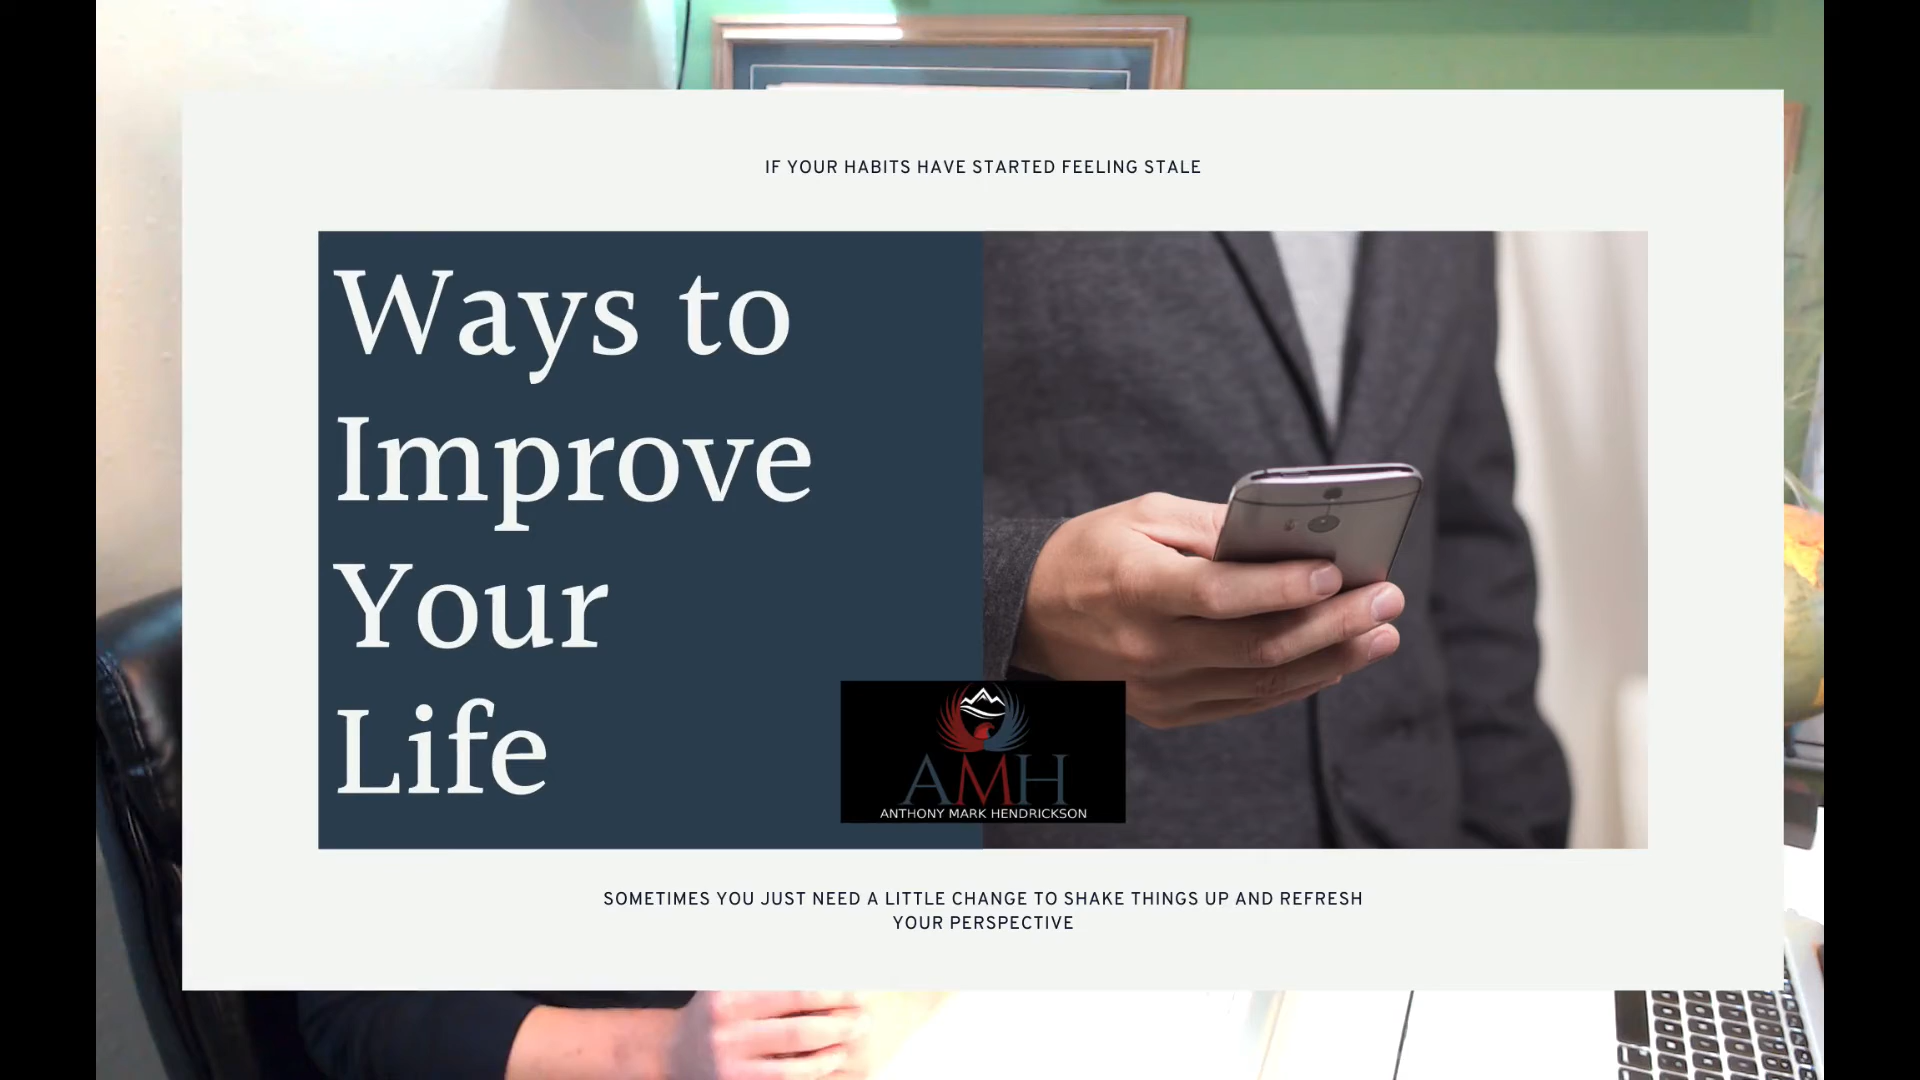 IF YOUR HABITS HAVE STARTED FEELING STALE
Ways to
Improve
Your
Life
AMH
ANTHONY MARK HENDRICKSON
SOMETIMES YOU JUST NEED A LITTLE CHANGE TO SHAKE THINGS UP AND REFRESH
YOUR PERSPECTIVE